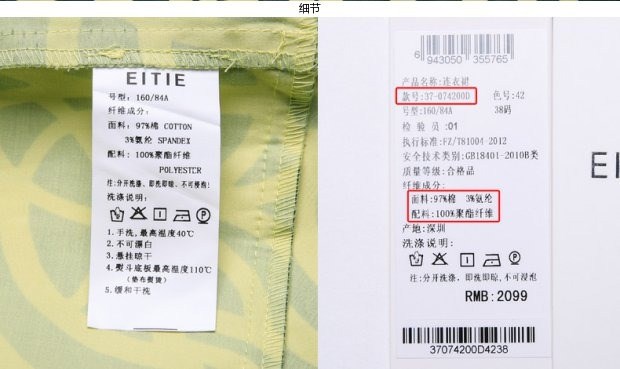 细节
EITIE
号型：160/84A
纤维成分：
面料：97%棉 COTTON
3%氨纶 SPANDEX
配料：100%聚酯纤维
POLYESTER
注:分开洗涤、即洗即晾、不可浸泡
洗涤说明：
1.手洗,最高温度40℃
2.不可漂白
3.悬挂晾干
4.熨斗底板最高温度110℃
(垫布熨烫)
5.缓和干洗
6 943050 355765
产品名称:连衣裙
款号:37-074200D 色号:42
号型:160/84A 38码
检验员:01
执行标准:FZ/T81004-2012
安全技术类别:GB18401-2010B类
质量等级:合格品
纤维成分:
面料:97%棉 3%氨纶
配料:100%聚酯纤维
产地:深圳
洗涤说明:
注:分开洗涤,即洗即晾,不可浸泡
RMB:2099
37074200D4238
EI